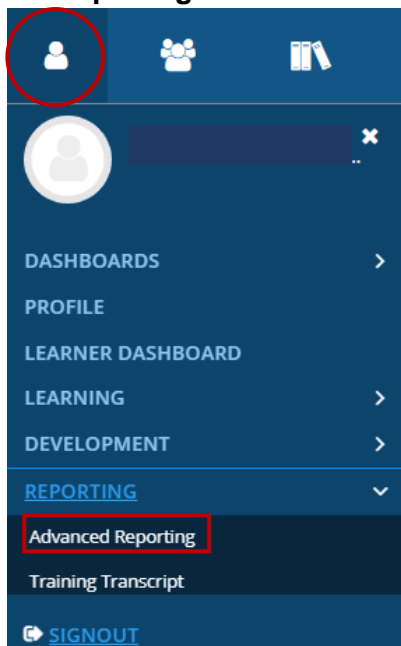 ..
DASHBOARDS
PROFILE
LEARNER DASHBOARD
LEARNING
DEVELOPMENT
REPORTING
Advanced Reporting
Training Transcript
SIGNOUT